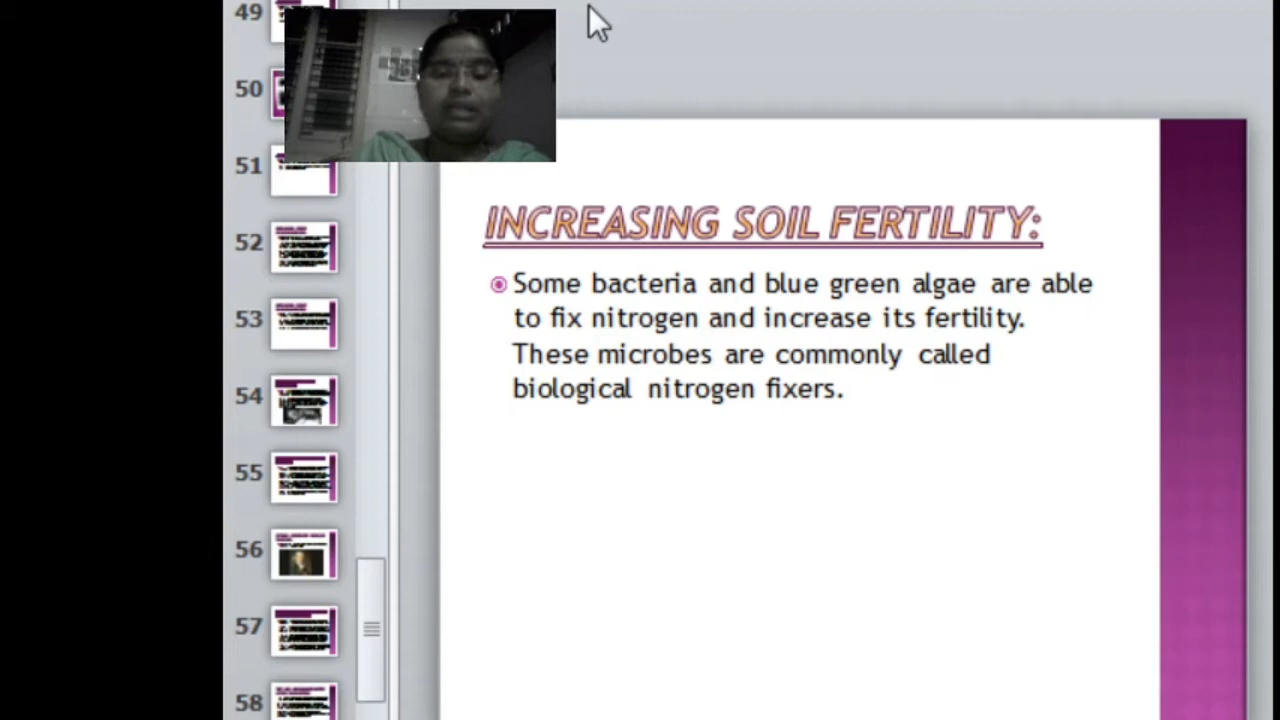 49
50
51
52
53
54
55
56
57
58
INCREASING SOIL FERTILITY:
Some bacteria and blue green algae are able
to fix nitrogen and increase its fertility.
These microbes are commonly called
biological nitrogen fixers.